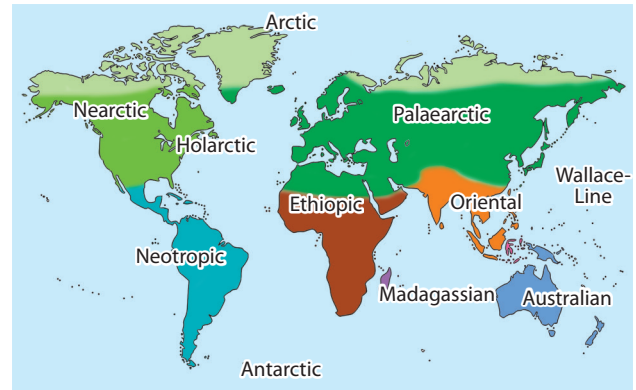 Arctic
Nearctic
Palaearctic
Holarctic
Wallace-
Line
Ethiopic
Oriental
Neotropic
Madagassian
Australian
Antarctic